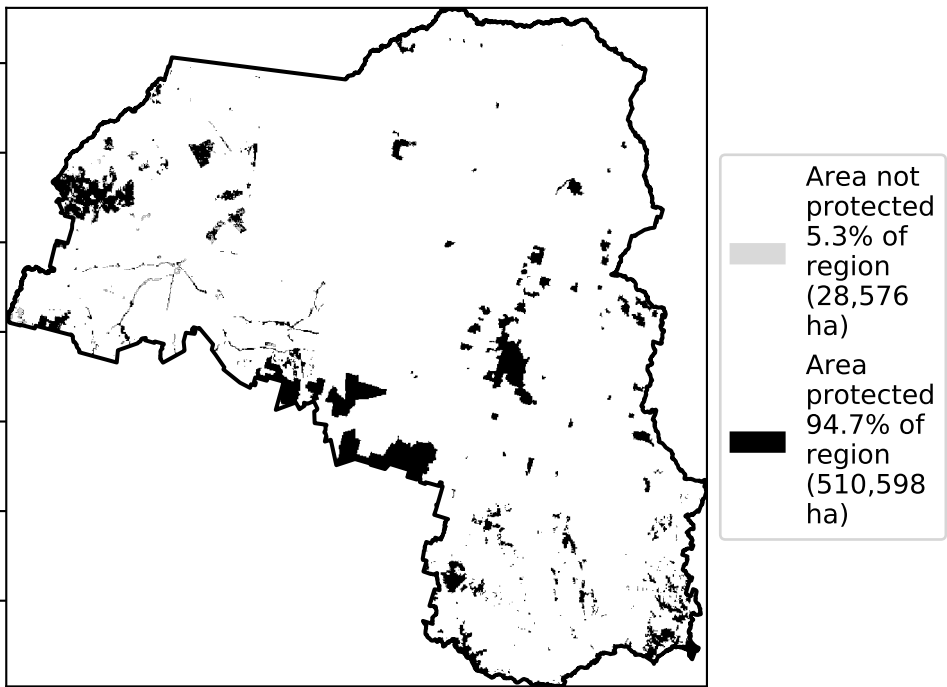 Area not
protected
5.3% of
region
(28,576
ha)
Area
protected
94.7% of
region
(510,598
ha)